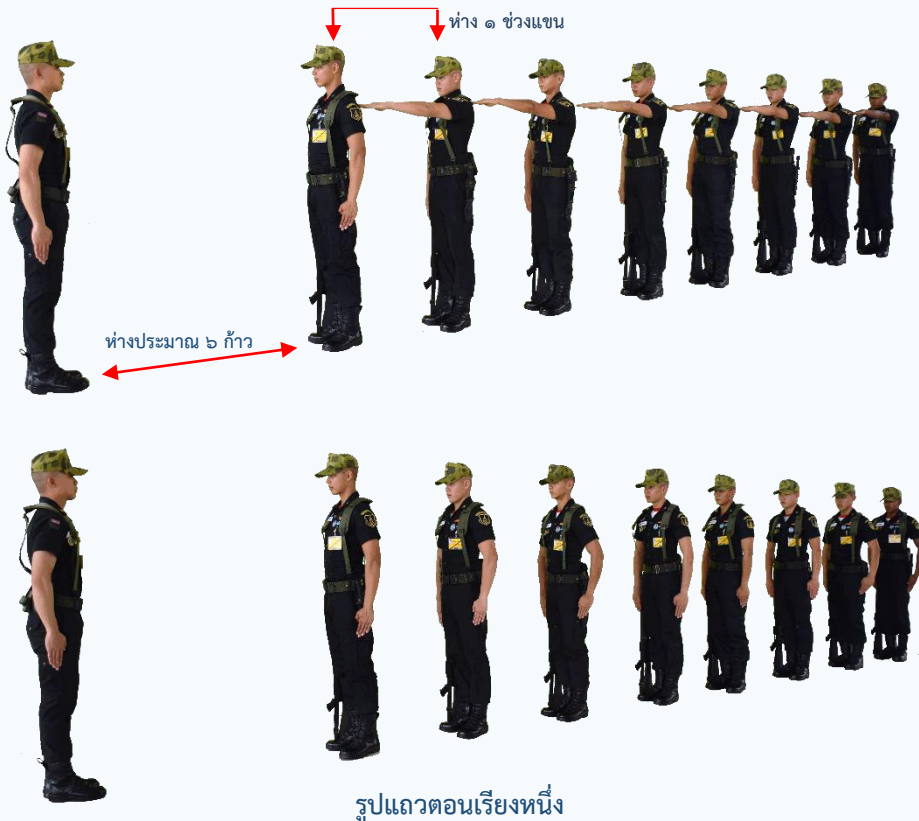 ห่าง ๑ ช่วงแขน
ห่างประมาณ ๖ ก้าว
รูปแถวตอนเรียงหนึ่ง